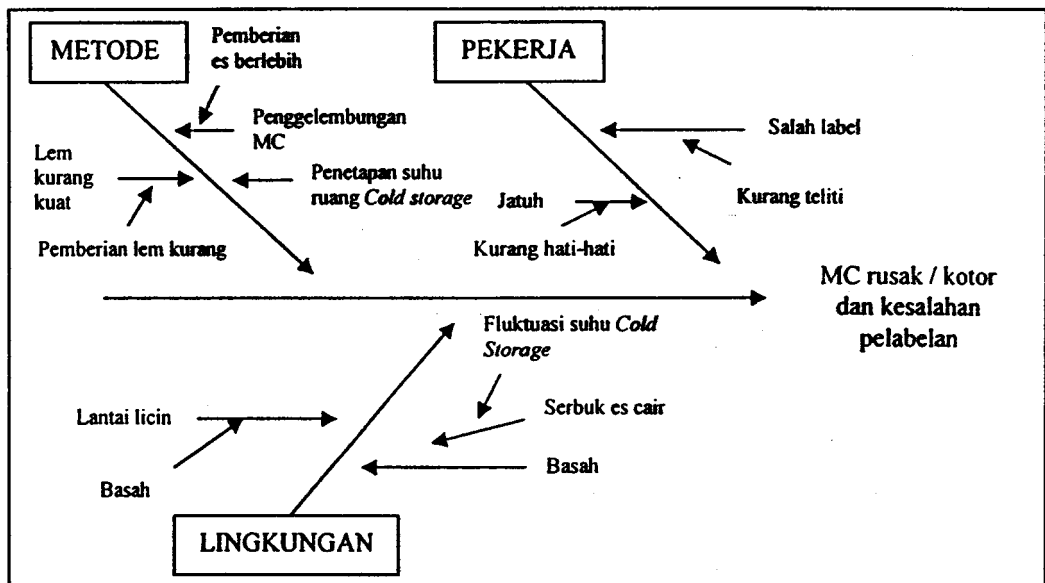 METODE
Pemberian
es berlebih
PEKERJA
Penggelembungan
MC
Salah label
Lem
kurang
kuat
Penetapan suhu
ruang Cold storage
Jatuh
Kurang teliti
Pemberian lem kurang
Kurang hati-hati
MC rusak / kotor
dan kesalahan
pelabelan
Fluktuasi suhu Cold
Storage
Lantai licin
Serbuk es cair
Basah
Basah
LINGKUNGAN